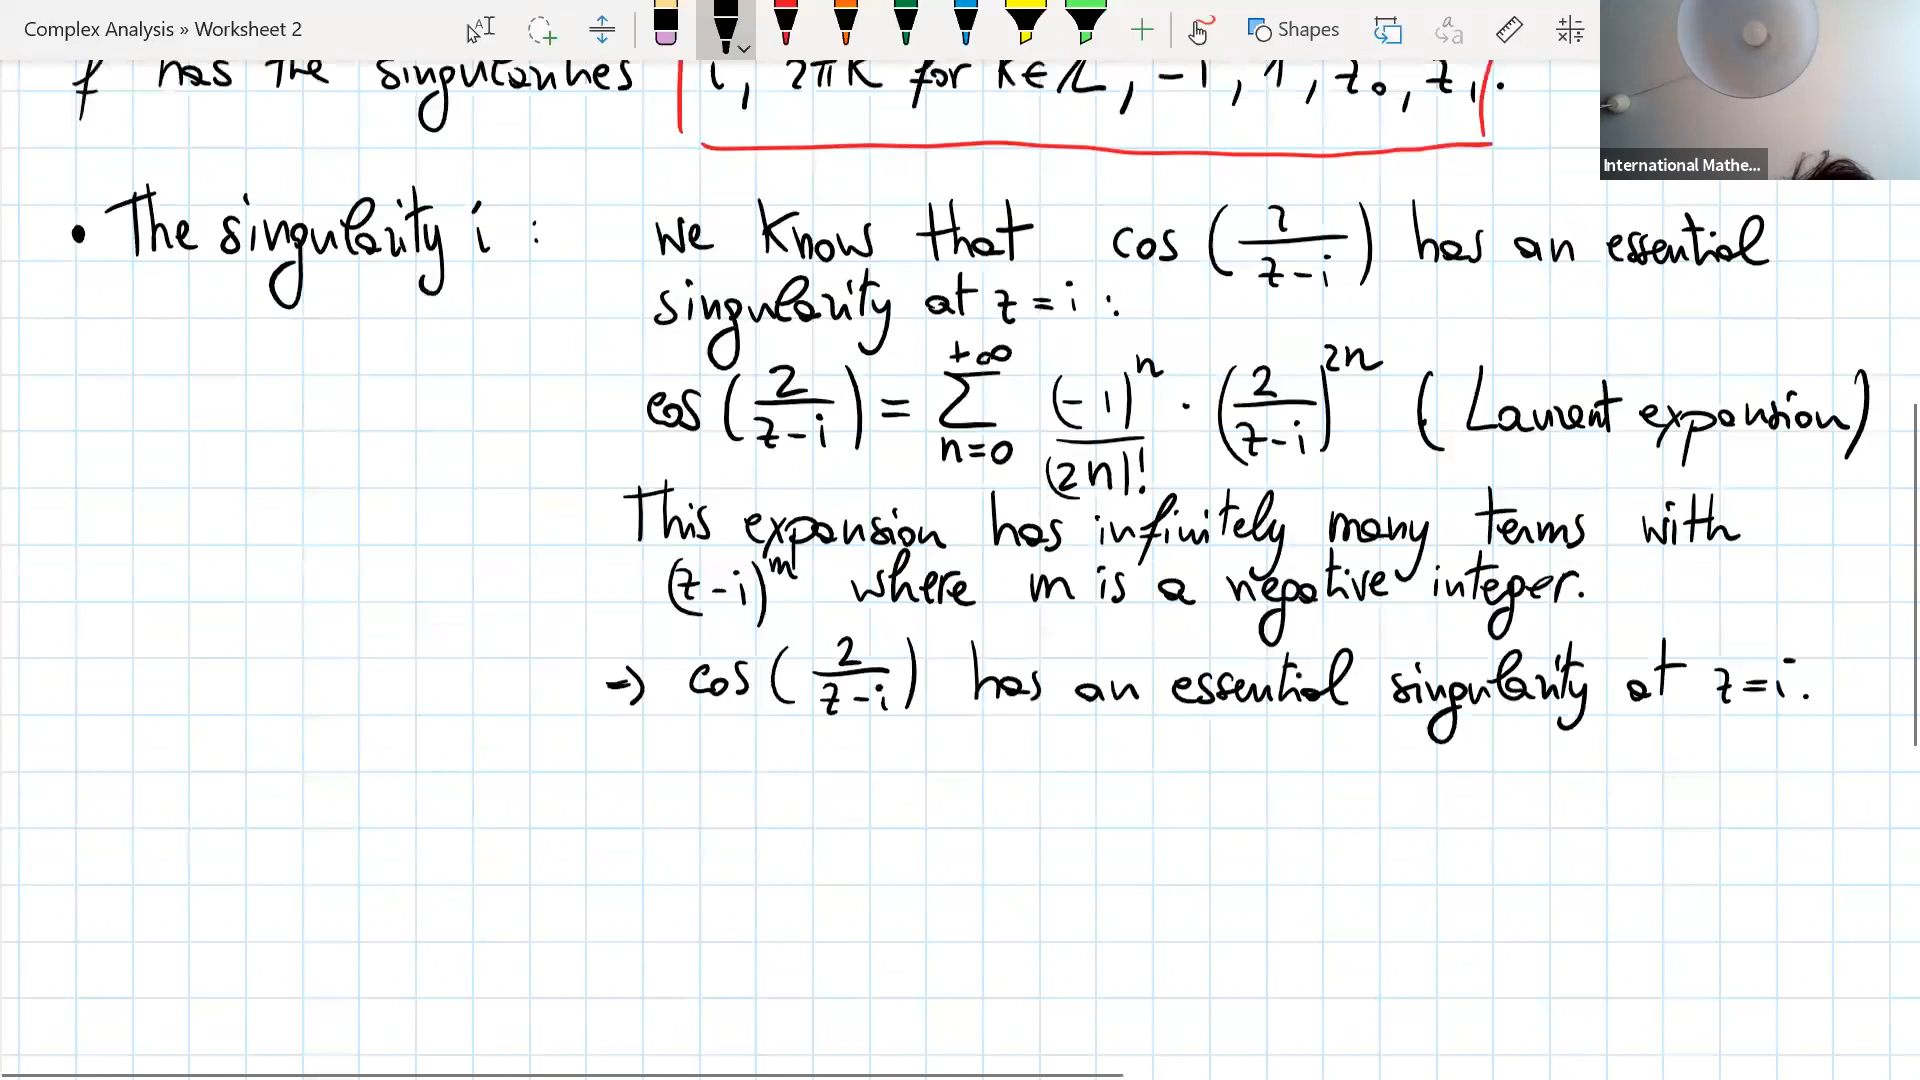 Complex Analysis » Worksheet 2
Shapes
International Mathe...
f has the singularities i, 2πk for k∈ℤ, -1, 1, z₀, z₁.
• The singularity i : we know that cos (2/(z-i)) has an essential
singularity at z = i :
cos (2/(z-i)) = ∑_{n=0}^{+∞} (-1)^n/(2n)! · (2/(z-i))^{2n} (Laurent expansion)
This expansion has infinitely many terms with
(z-i)^m where m is a negative integer.
→ cos (2/(z-i)) has an essential singularity at z=i.